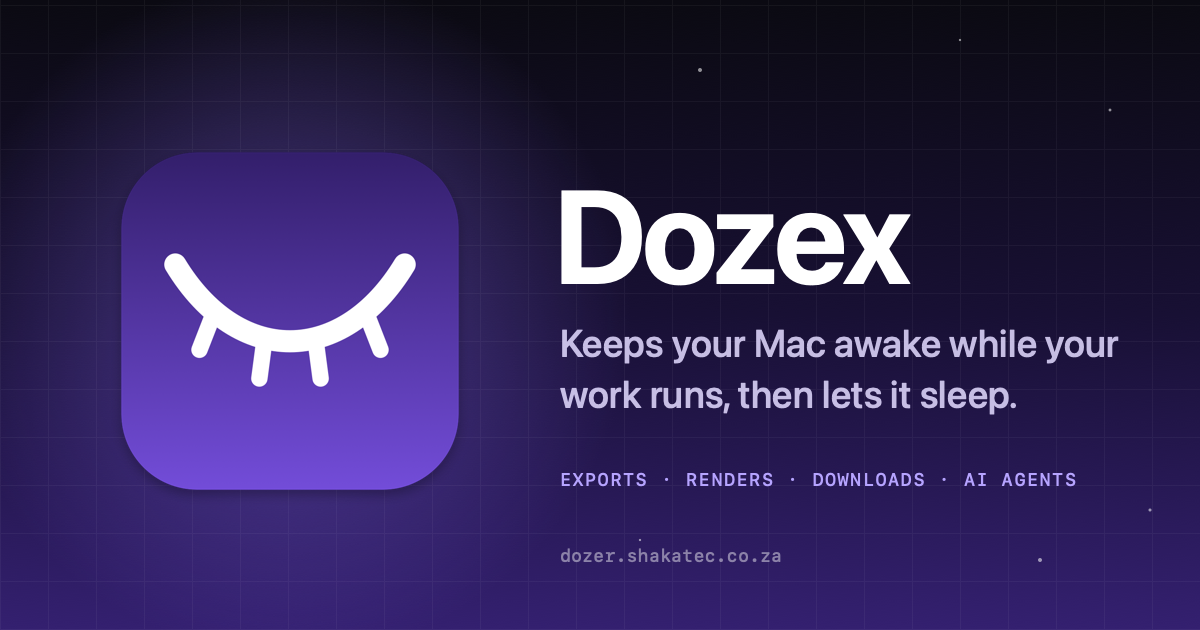 Dozex
Keeps your Mac awake while your
work runs, then lets it sleep.
EXPORTS · RENDERS · DOWNLOADS · AI AGENTS
dozer.shakatec.co.za